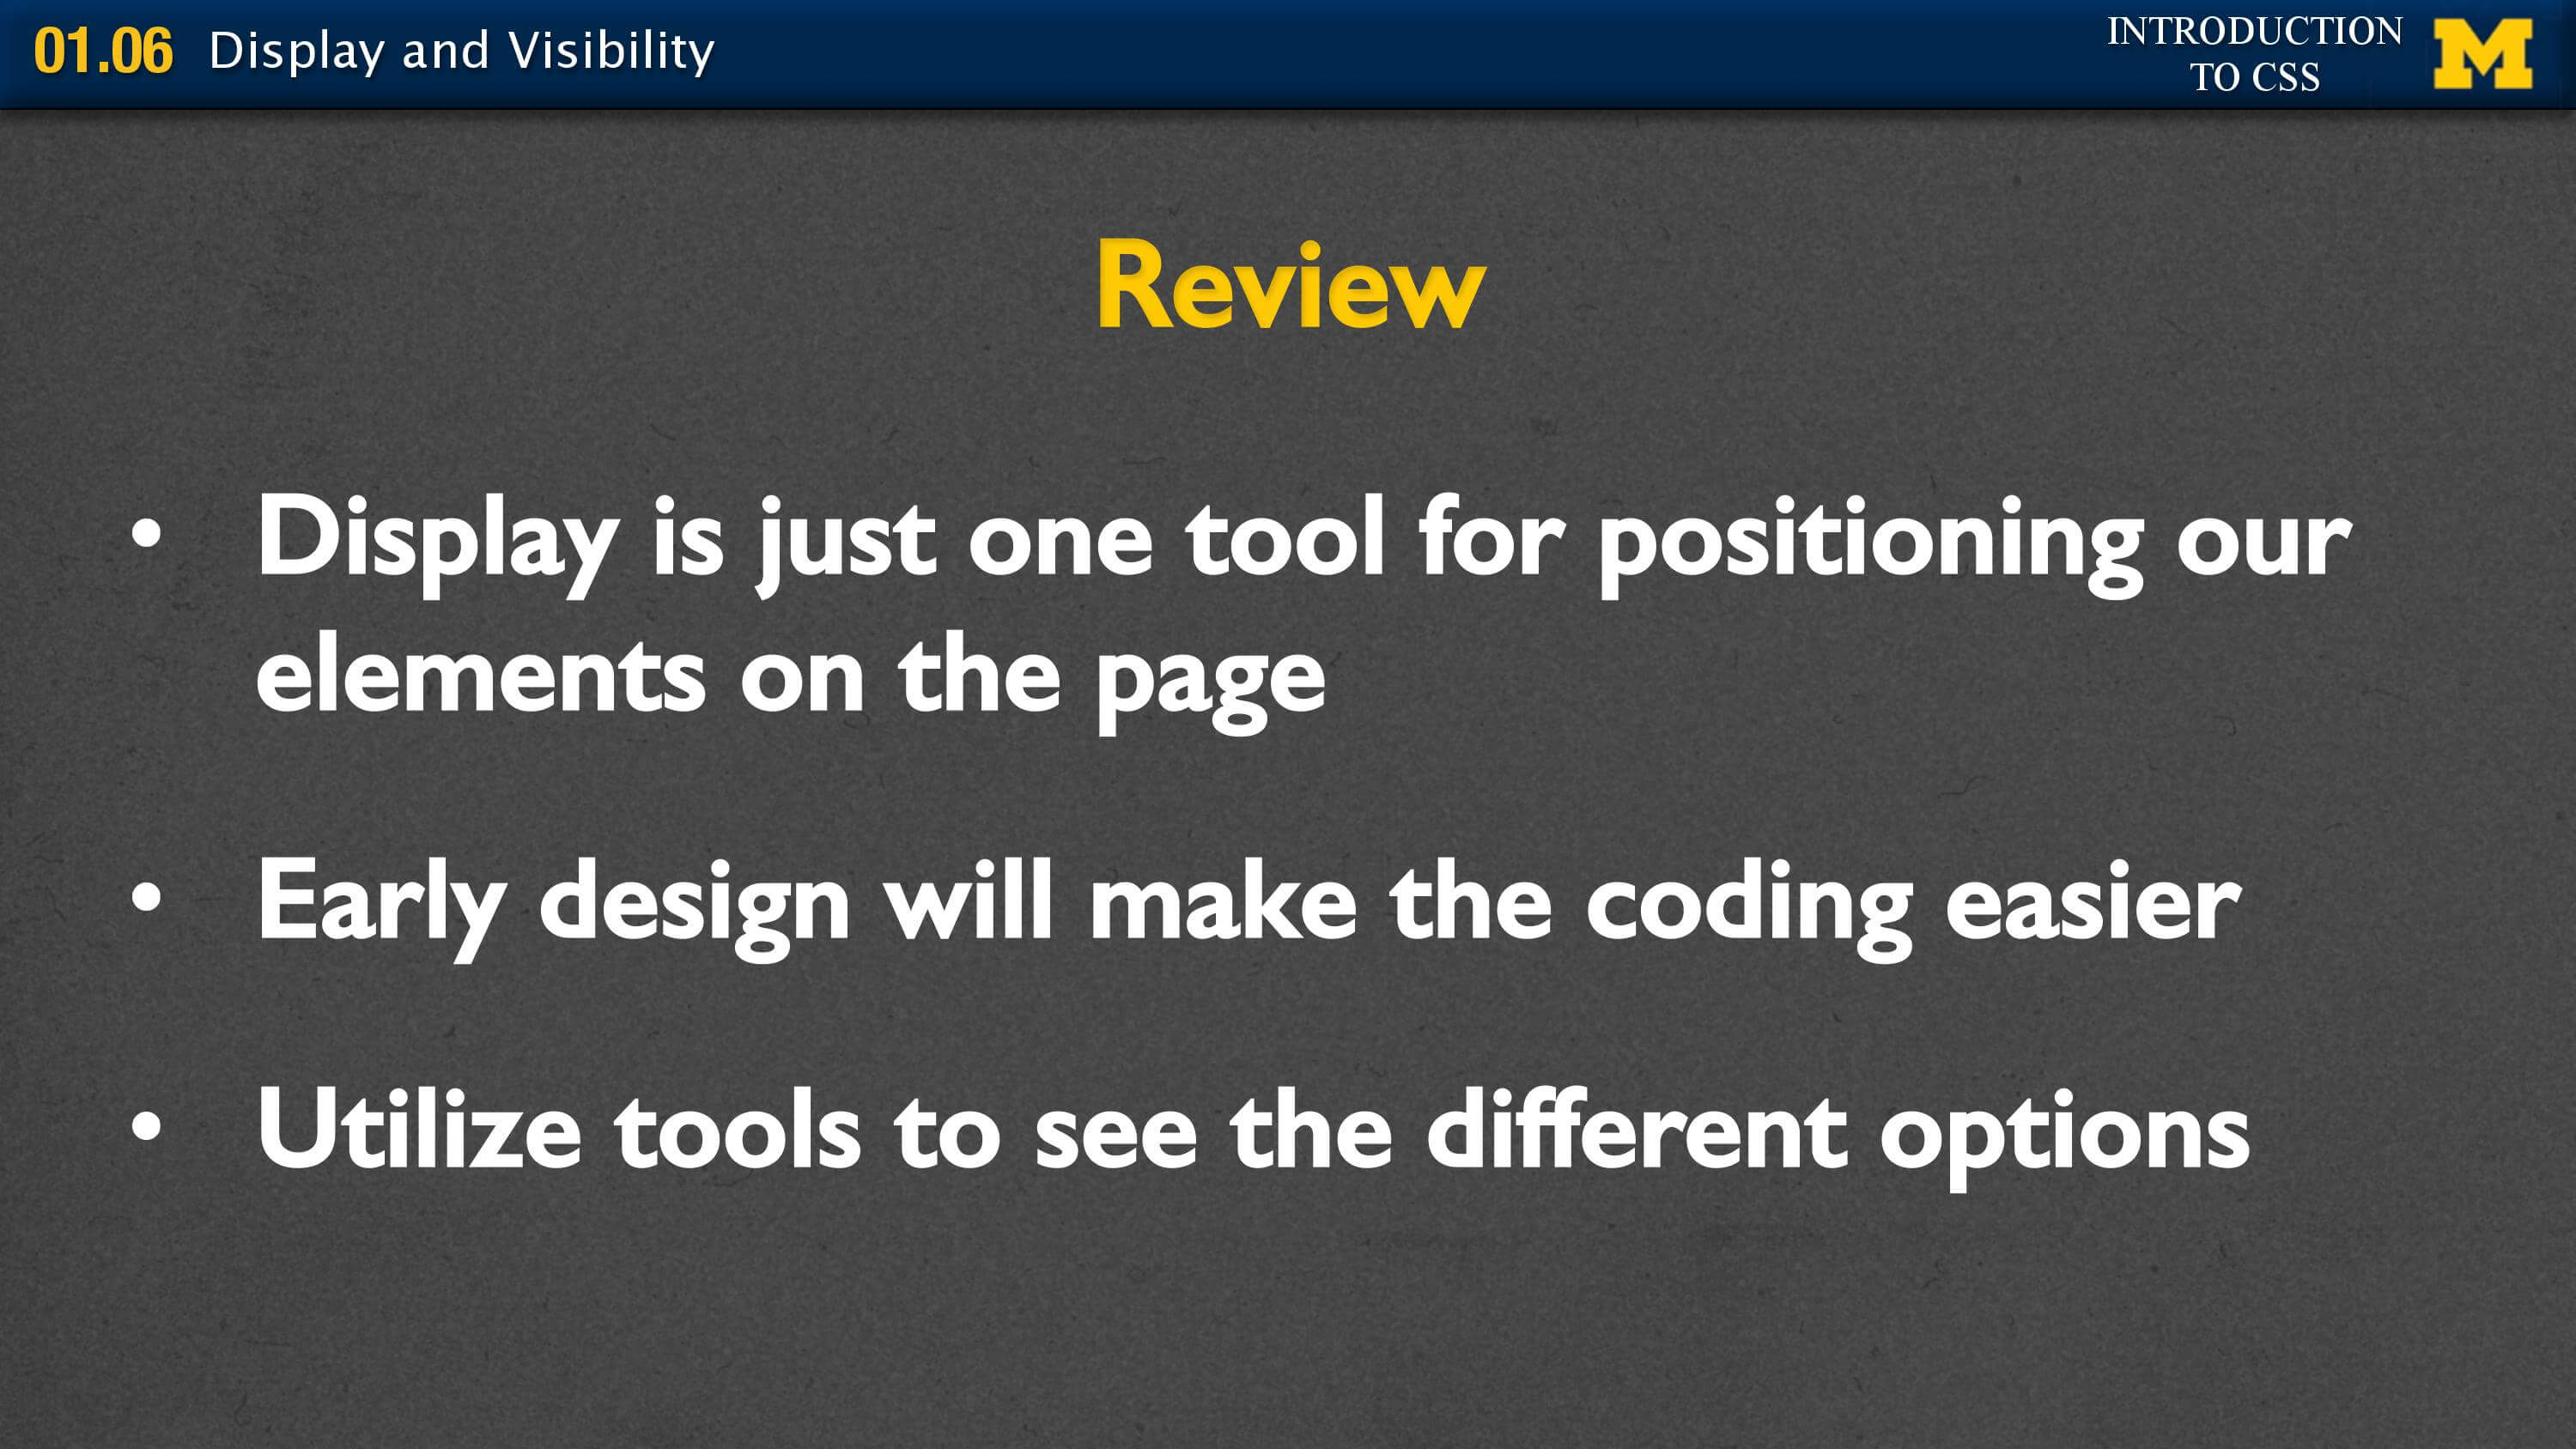 01.06 Display and Visibility
INTRODUCTION
TO CSS
M
Review
• Display is just one tool for positioning our
elements on the page
• Early design will make the coding easier
• Utilize tools to see the different options